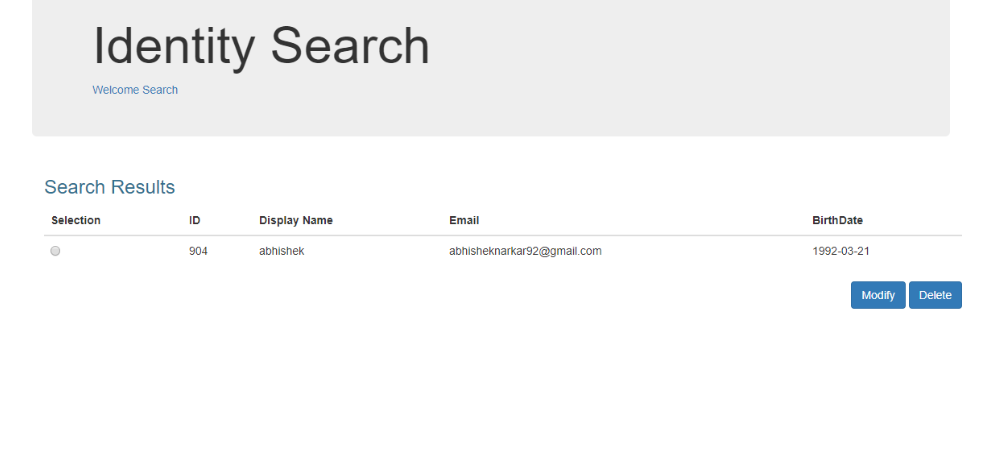 Identity Search
Welcome Search
Search Results
Selection ID Display Name Email BirthDate
904 abhishek abhisheknarkar92@gmail.com 1992-03-21
Modify Delete